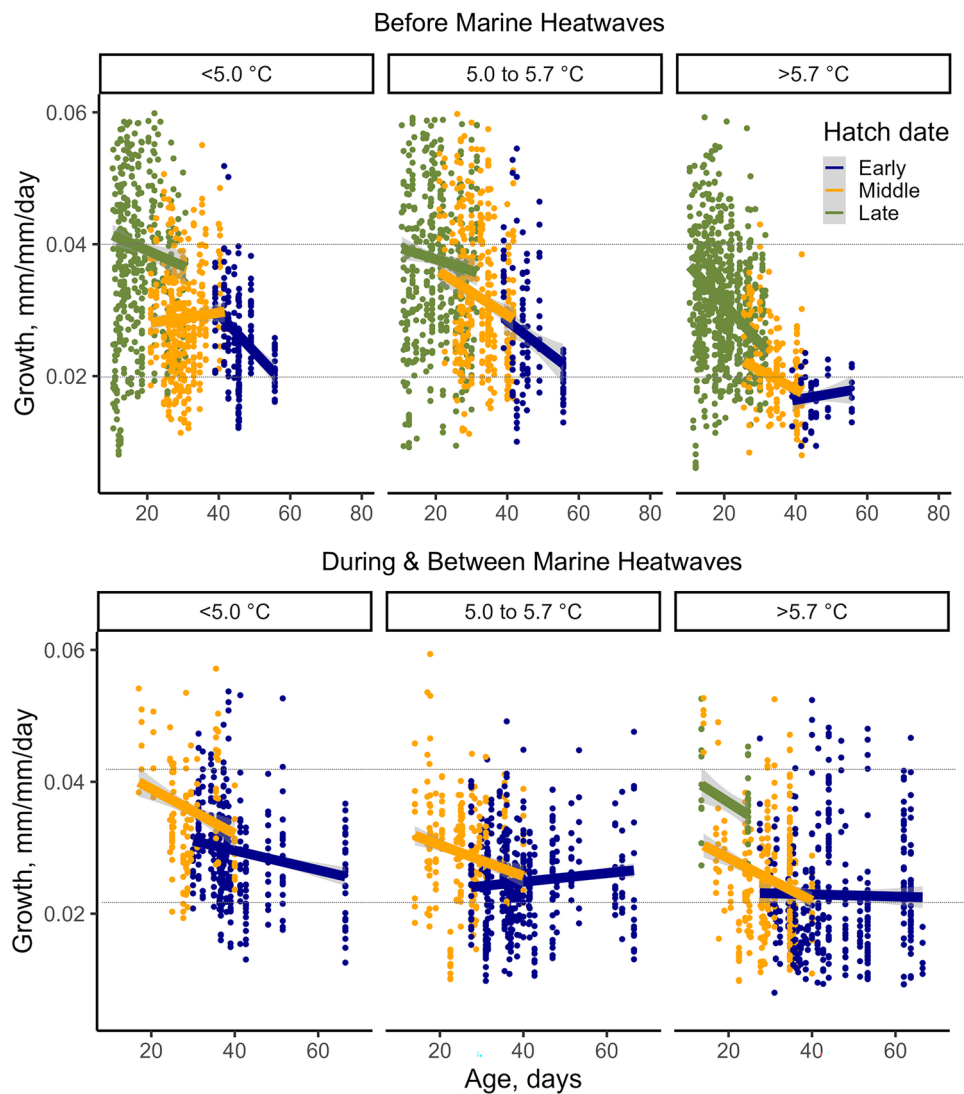 Before Marine Heatwaves
<5.0 °C 5.0 to 5.7 °C >5.7 °C
Hatch date
Early
Middle
Late
Growth, mm/mm/day
0.06
0.04
0.02
20 40 60 80 20 40 60 80 20 40 60 80
During & Between Marine Heatwaves
<5.0 °C 5.0 to 5.7 °C >5.7 °C
Growth, mm/mm/day
0.06
0.04
0.02
20 40 60 20 40 60 20 40 60
Age, days